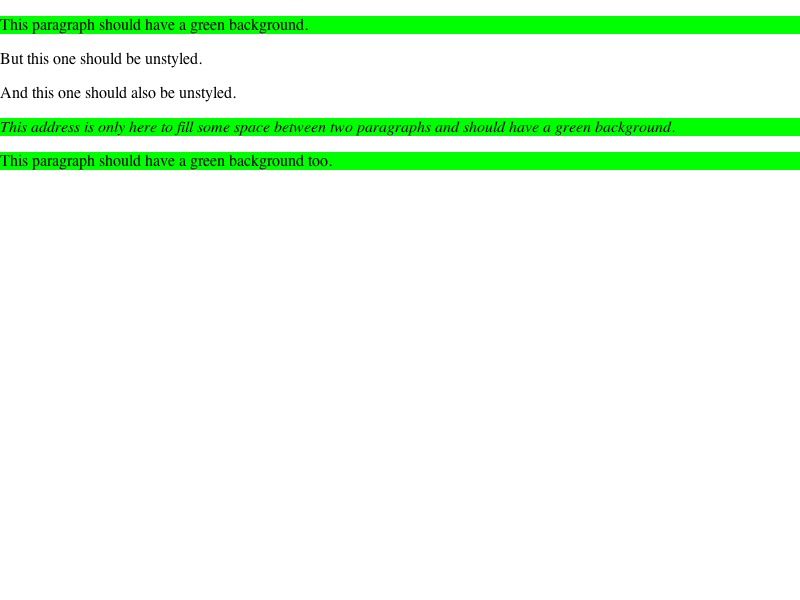 This paragraph should have a green background.
But this one should be unstyled.
And this one should also be unstyled.
This address is only here to fill some space between two paragraphs and should have a green background.
This paragraph should have a green background too.